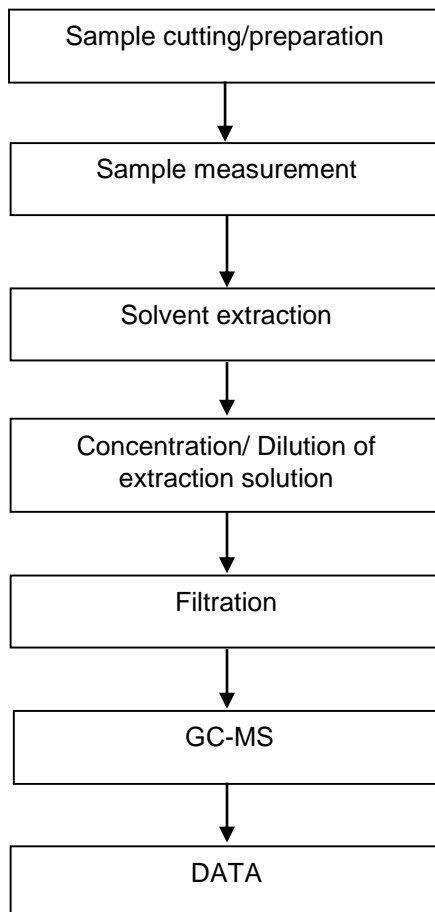 Sample cutting/preparation
Sample measurement
Solvent extraction
Concentration/ Dilution of
extraction solution
Filtration
GC-MS
DATA